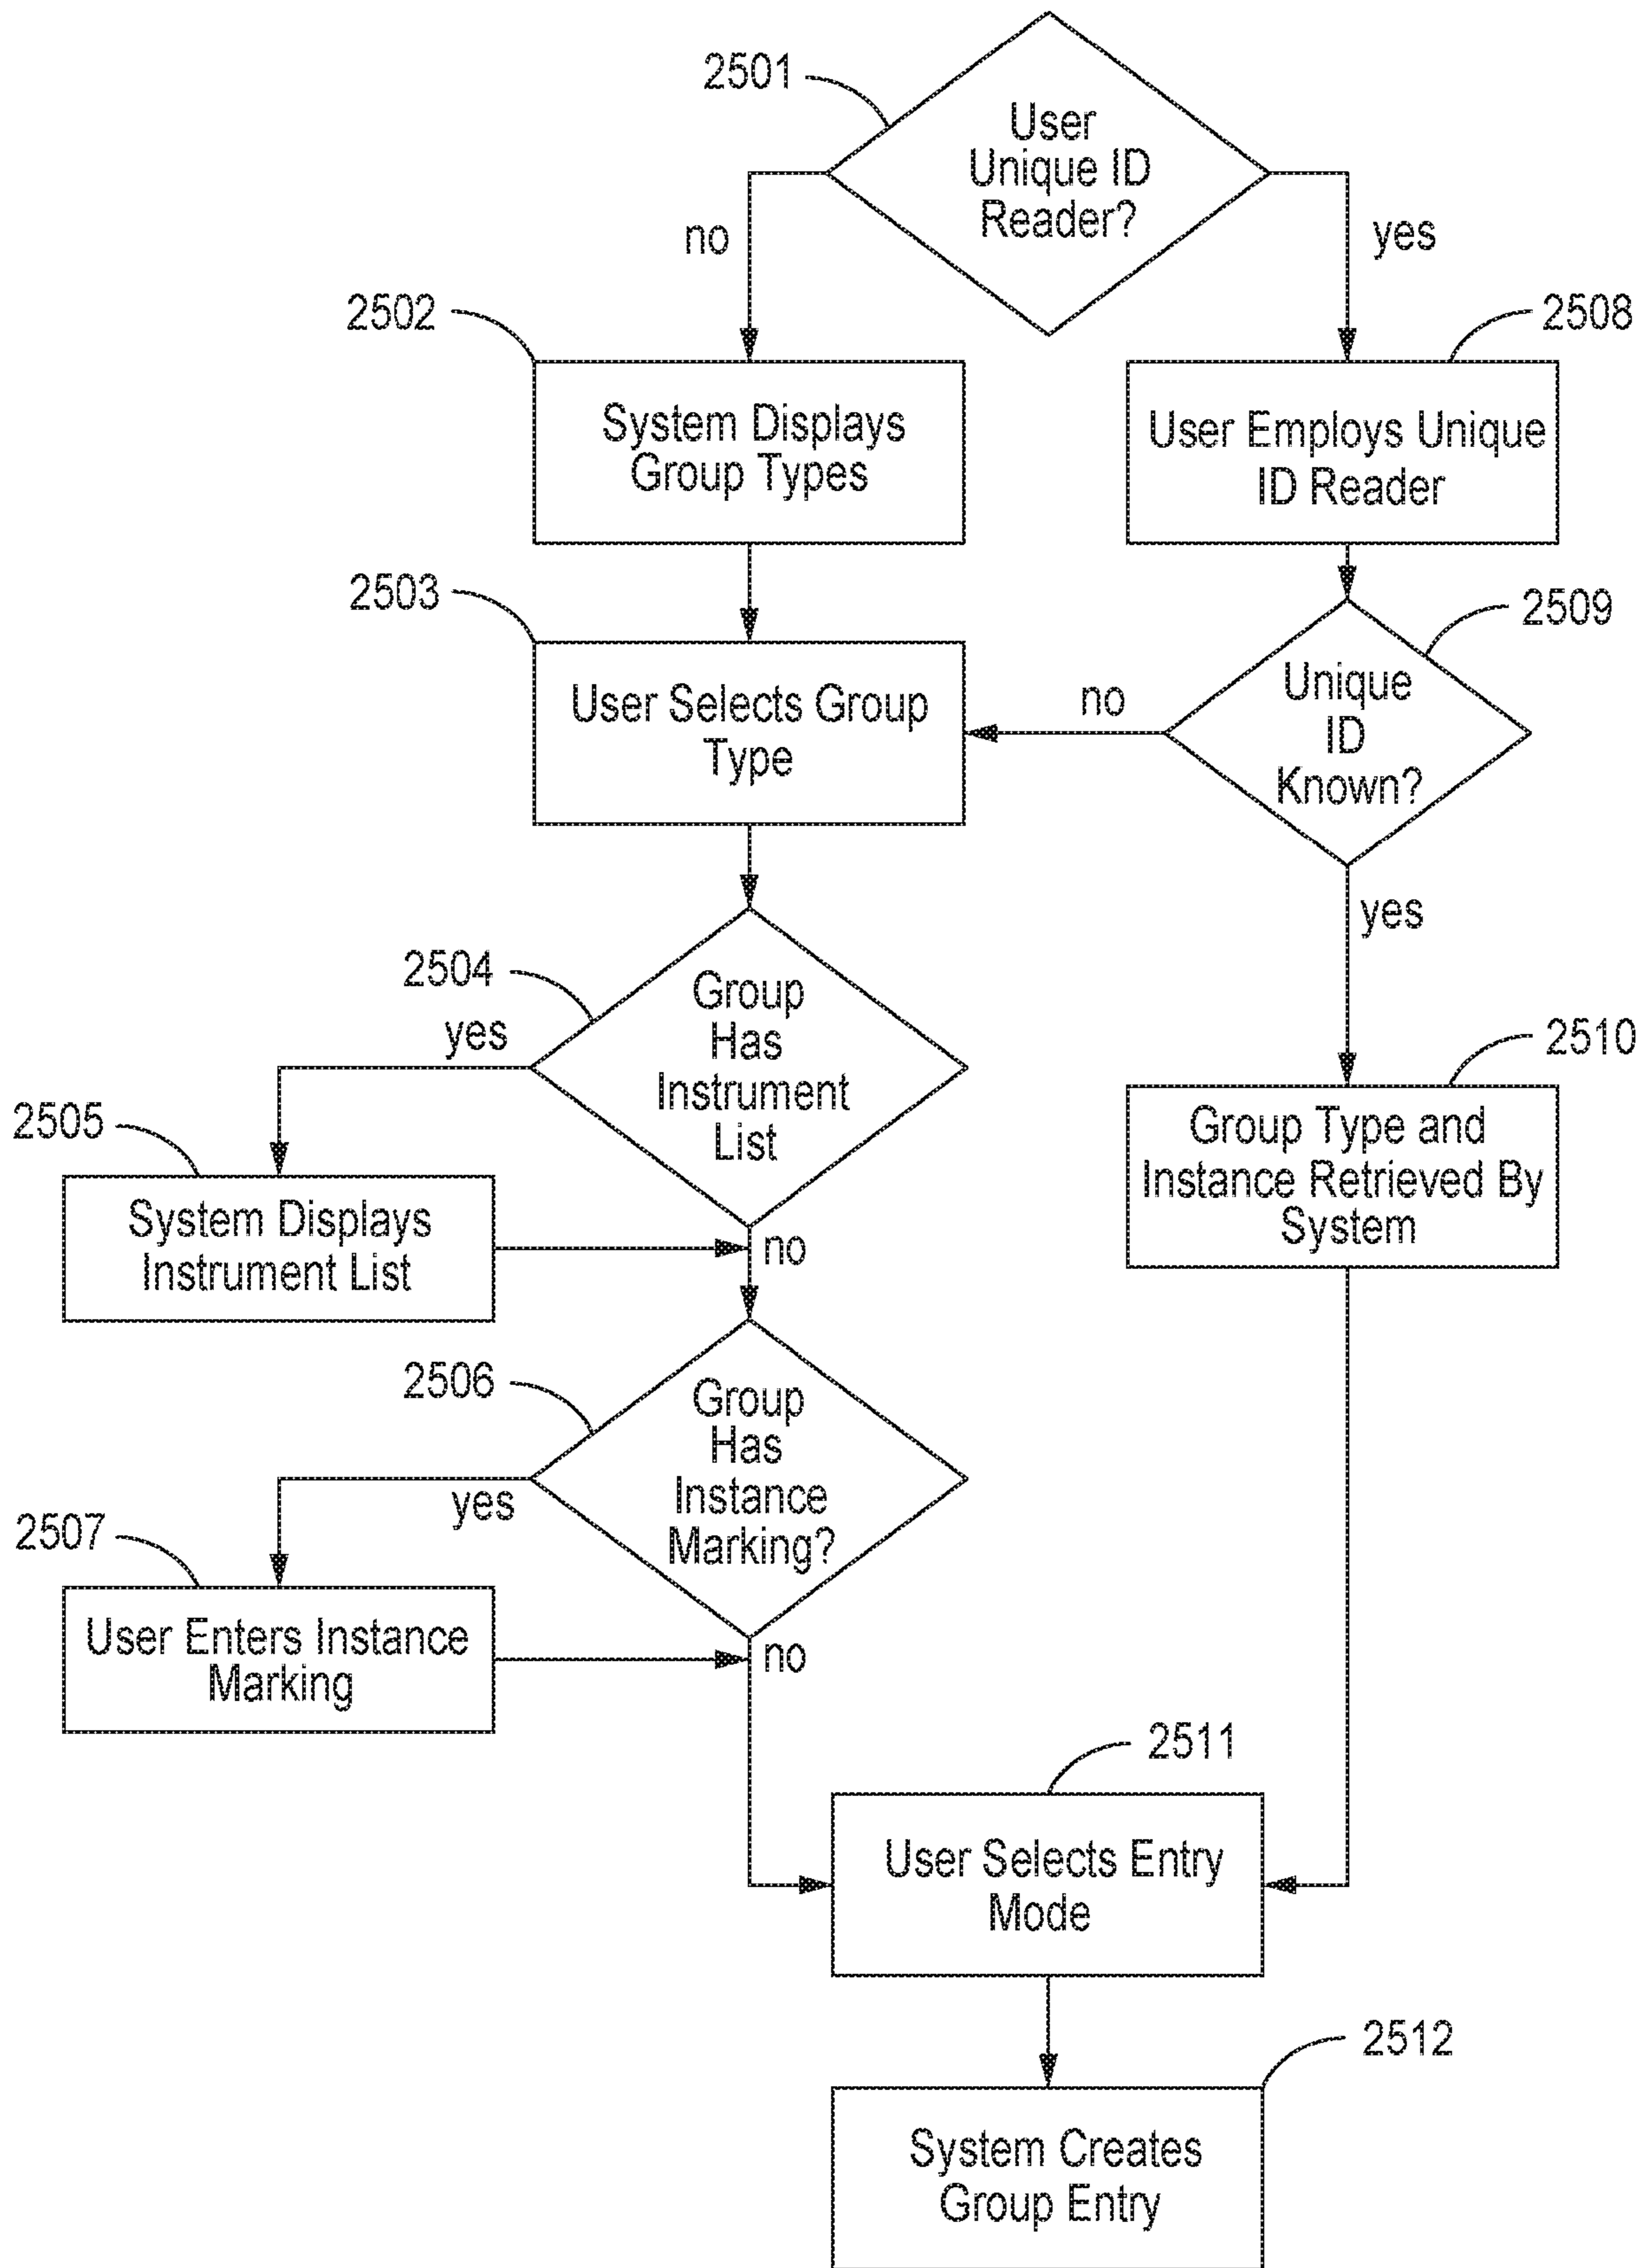 2501
User
Unique ID
Reader?
no
yes
2502
2508
System Displays
Group Types
User Employs Unique
ID Reader
2503
2509
User Selects Group
Type
no
Unique
ID
Known?
yes
2504
Group
Has
Instrument
List
yes
2510
2505
Group Type and
Instance Retrieved By
System
System Displays
Instrument List
no
2506
Group
Has
Instance
Marking?
yes
2507
User Enters Instance
Marking
no
2511
User Selects Entry
Mode
2512
System Creates
Group Entry